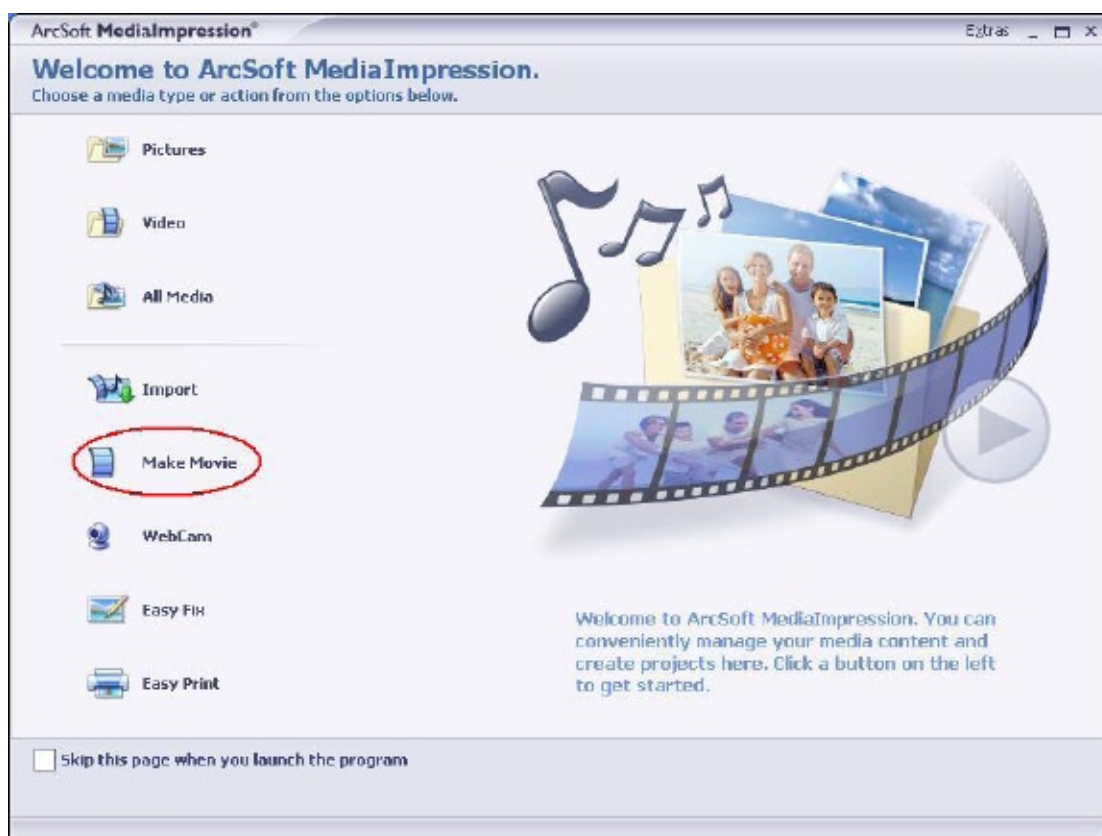 ArcSoft MediaImpression®
Extras
Welcome to ArcSoft MediaImpression.
Choose a media type or action from the options below.
Pictures
Video
All Media
Import
Make Movie
WebCam
Easy Fix
Easy Print
Welcome to ArcSoft MediaImpression. You can
conveniently manage your media content and
create projects here. Click a button on the left
to get started.
Skip this page when you launch the program